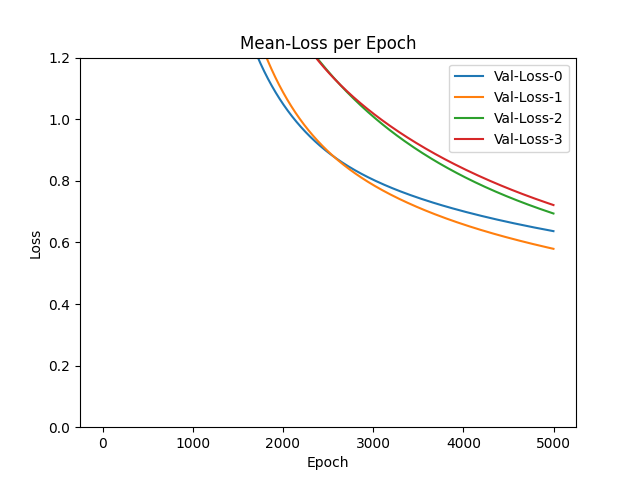 Mean-Loss per Epoch
Val-Loss-0
Val-Loss-1
Val-Loss-2
Val-Loss-3
Loss
1.2
1.0
0.8
0.6
0.4
0.2
0.0
0 1000 2000 3000 4000 5000
Epoch